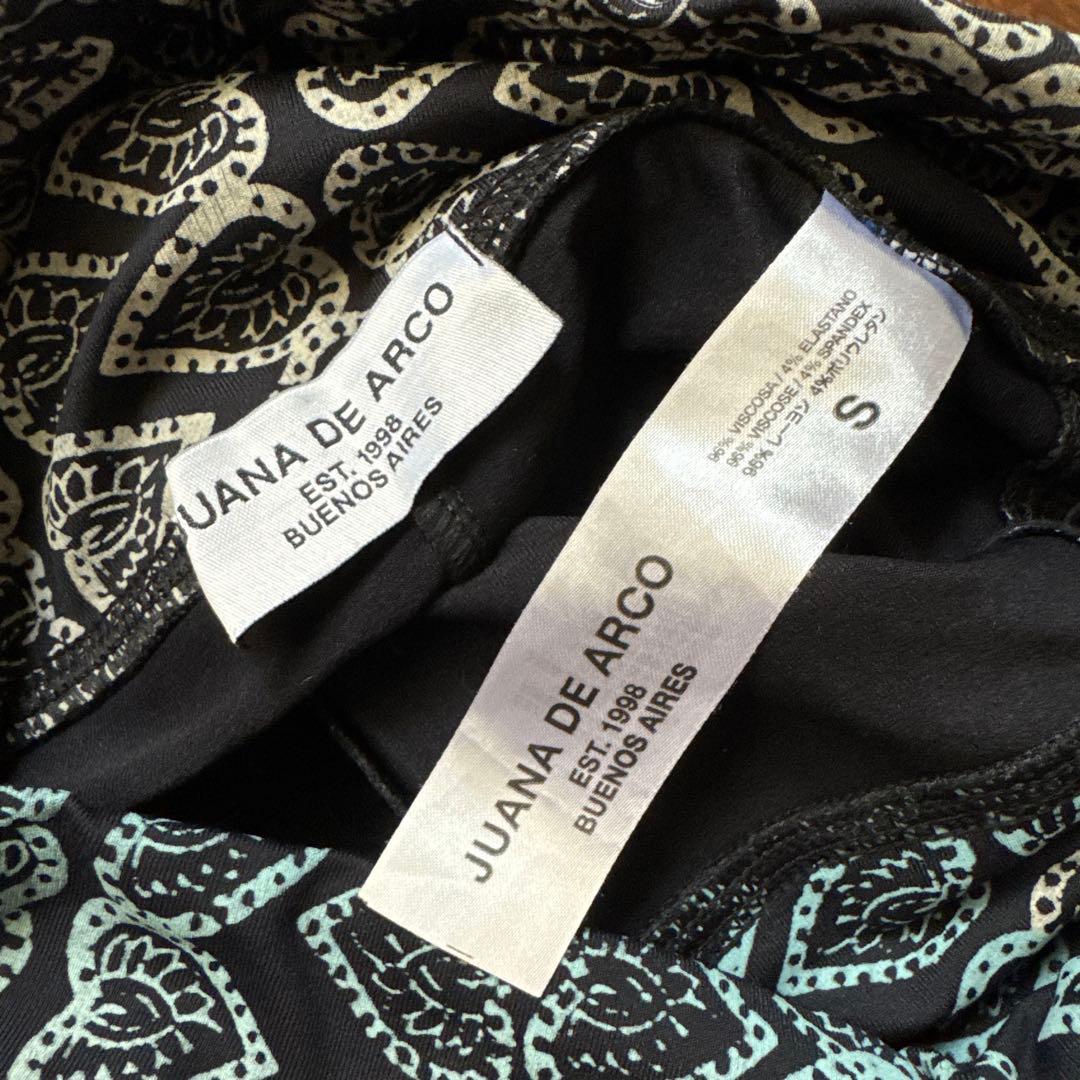 JUANA DE ARCO
EST. 1998
BUENOS AIRES
96% VISCOSA / 4% ELASTANO
96% VISCOSE / 4% SPANDEX
96% レーヨン 4%ポリウレタン
S
JUANA DE ARCO
EST. 1998
BUENOS AIRES